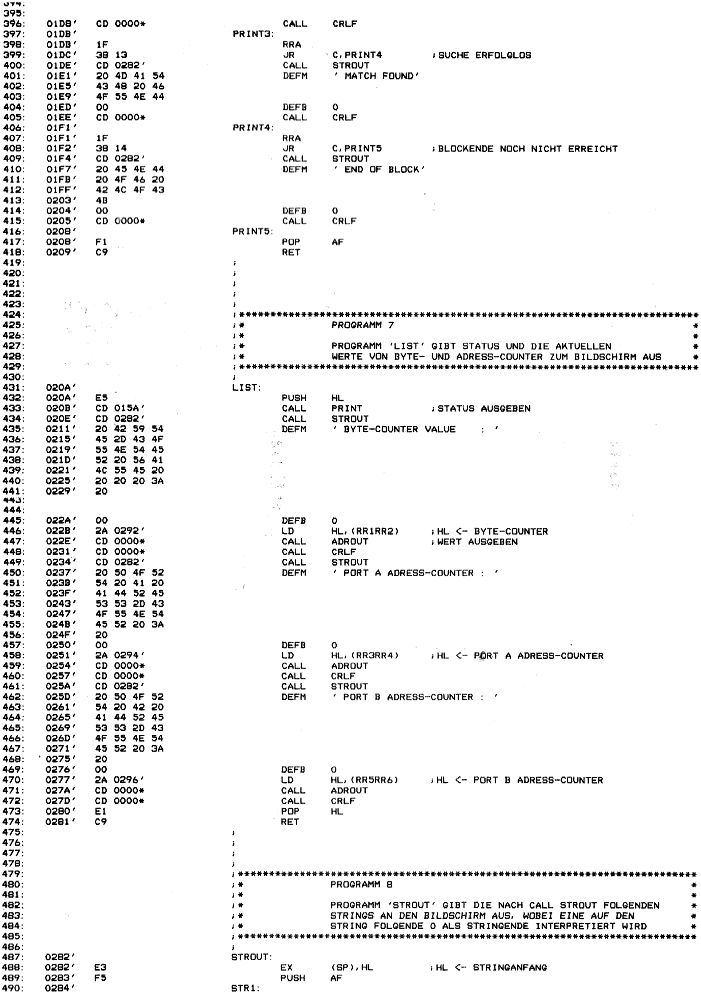 394:
395:
396: 01D8' CD 0000* CALL CRLF
397: 01DB' PRINT3:
398: 01DB' 1F RRA
399: 01DC' 38 13 JR C,PRINT4 ;SUCHE ERFOLGLOS
400: 01DE' CD 0282' CALL STROUT
401: 01E1' 20 4D 41 54 DEFM ' MATCH FOUND'
402: 01E5' 43 48 20 46
403: 01E9' 4F 55 4E 44
404: 01ED' 00 DEFB 0
405: 01EE' CD 0000* CALL CRLF
406: 01F1' PRINT4:
407: 01F1' 1F RRA
408: 01F2' 38 14 JR C,PRINT5 ;BLOCKENDE NOCH NICHT ERREICHT
409: 01F4' CD 0282' CALL STROUT
410: 01F7' 20 45 4E 44 DEFM ' END OF BLOCK'
411: 01FB' 20 4F 46 20
412: 01FF' 42 4C 4F 43
413: 0203' 4B
414: 0204' 00 DEFB 0
415: 0205' CD 0000* CALL CRLF
416: 0208' PRINT5:
417: 0208' F1 POP AF
418: 0209' C9 RET
419: ;
420: ;
421: ;
422: ;
423: ;
424: ;************************************************************************
425: ;* PROGRAMM 7 *
426: ;* *
427: ;* PROGRAMM 'LIST' GIBT STATUS UND DIE AKTUELLEN *
428: ;* WERTE VON BYTE- UND ADRESS-COUNTER ZUM BILDSCHIRM AUS *
429: ;************************************************************************
430: ;
431: 020A' LIST:
432: 020A' E5 PUSH HL
433: 020B' CD 015A' CALL PRINT ;STATUS AUSGEBEN
434: 020E' CD 0282' CALL STROUT
435: 0211' 20 42 59 54 DEFM ' BYTE-COUNTER VALUE : '
436: 0215' 45 2D 43 4F
437: 0219' 55 4E 54 45
438: 021D' 52 20 56 41
439: 0221' 4C 55 45 20
440: 0225' 20 20 20 3A
441: 0229' 20
443:
444:
445: 022A' 00 DEFB 0
446: 022B' 2A 0292' LD HL,(RR1RR2) ;HL <- BYTE-COUNTER
447: 022E' CD 0000* CALL ADROUT ;WERT AUSGEBEN
448: 0231' CD 0000* CALL CRLF
449: 0234' CD 0282' CALL STROUT
450: 0237' 20 50 4F 52 DEFM ' PORT A ADRESS-COUNTER : '
451: 023B' 54 20 41 20
452: 023F' 41 44 52 45
453: 0243' 53 53 2D 43
454: 0247' 4F 55 4E 54
455: 024B' 45 52 20 3A
456: 024F' 20
457: 0250' 00 DEFB 0
458: 0251' 2A 0294' LD HL,(RR3RR4) ;HL <- PORT A ADRESS-COUNTER
459: 0254' CD 0000* CALL ADROUT
460: 0257' CD 0000* CALL CRLF
461: 025A' CD 0282' CALL STROUT
462: 025D' 20 50 4F 52 DEFM ' PORT B ADRESS-COUNTER : '
463: 0261' 54 20 42 20
464: 0265' 41 44 52 45
465: 0269' 53 53 2D 43
466: 026D' 4F 55 4E 54
467: 0271' 45 52 20 3A
468: 0275' 20
469: 0276' 00 DEFB 0
470: 0277' 2A 0296' LD HL,(RR5RR6) ;HL <- PORT B ADRESS-COUNTER
471: 027A' CD 0000* CALL ADROUT
472: 027D' CD 0000* CALL CRLF
473: 0280' E1 POP HL
474: 0281' C9 RET
475: ;
476: ;
477: ;
478: ;
479: ;************************************************************************
480: ;* PROGRAMM 8 *
481: ;* *
482: ;* PROGRAMM 'STROUT' GIBT DIE NACH CALL STROUT FOLGENDEN *
483: ;* STRINGS AN DEN BILDSCHIRM AUS, WOBEI EINE AUF DEN *
484: ;* STRING FOLGENDE 0 ALS STRINGENDE INTERPRETIERT WIRD *
485: ;************************************************************************
486: ;
487: 0282' STROUT:
488: 0282' E3 EX (SP),HL ;HL <- STRINGANFANG
489: 0283' F5 PUSH AF
490: 0284' STR1: